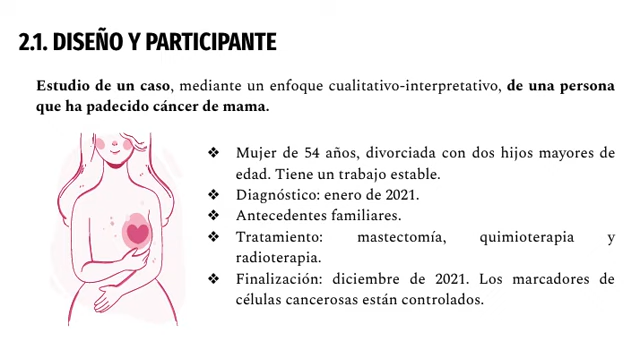 2.1. DISEÑO Y PARTICIPANTE
Estudio de un caso, mediante un enfoque cualitativo-interpretativo, de una persona
que ha padecido cáncer de mama.
❖ Mujer de 54 años, divorciada con dos hijos mayores de
edad. Tiene un trabajo estable.
❖ Diagnóstico: enero de 2021.
❖ Antecedentes familiares.
❖ Tratamiento: mastectomía, quimioterapia y
radioterapia.
❖ Finalización: diciembre de 2021. Los marcadores de
células cancerosas están controlados.